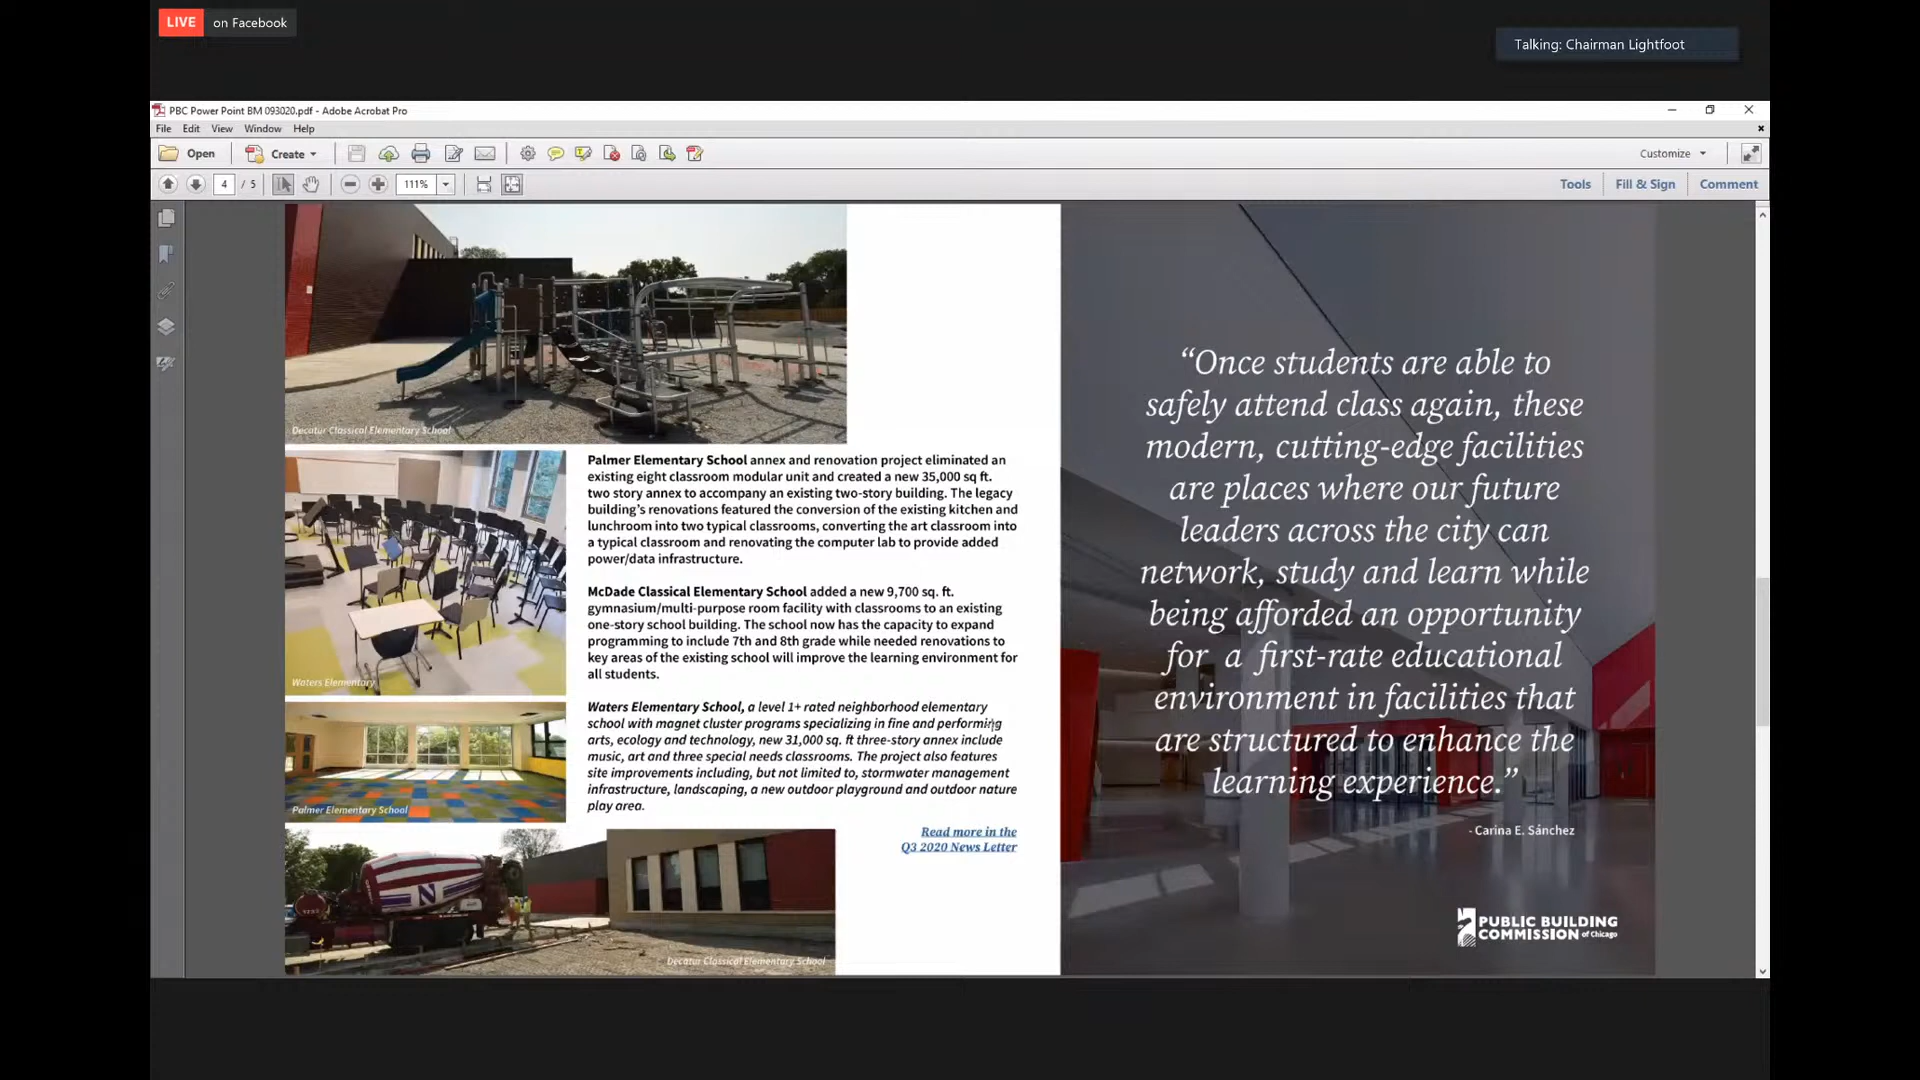 LIVE on Facebook
Talking: Chairman Lightfoot
PBC Power Point BM 093020.pdf - Adobe Acrobat Pro
File Edit View Window Help
Open Create Customize
4 / 5 111% Tools Fill & Sign Comment
Decatur Classical Elementary School
Palmer Elementary School annex and renovation project eliminated an
existing eight classroom modular unit and created a new 35,000 sq ft.
two story annex to accompany an existing two-story building. The legacy
building's renovations featured the conversion of the existing kitchen and
lunchroom into two typical classrooms, converting the art classroom into
a typical classroom and renovating the computer lab to provide added
power/data infrastructure.
McDade Classical Elementary School added a new 9,700 sq. ft.
gymnasium/multi-purpose room facility with classrooms to an existing
one-story school building. The school now has the capacity to expand
programming to include 7th and 8th grade while needed renovations to
key areas of the existing school will improve the learning environment for
all students.
Waters Elementary
Waters Elementary School, a level 1+ rated neighborhood elementary
school with magnet cluster programs specializing in fine and performing
arts, ecology and technology, new 31,000 sq. ft three-story annex include
music, art and three special needs classrooms. The project also features
site improvements including, but not limited to, stormwater management
infrastructure, landscaping, a new outdoor playground and outdoor nature
play area.
Palmer Elementary School
Read more in the
Q3 2020 News Letter
N
Decatur Classical Elementary School
“Once students are able to
safely attend class again, these
modern, cutting-edge facilities
are places where our future
leaders across the city can
network, study and learn while
being afforded an opportunity
for a first-rate educational
environment in facilities that
are structured to enhance the
learning experience.”
- Carina E. Sánchez
PUBLIC BUILDING
COMMISSION of Chicago